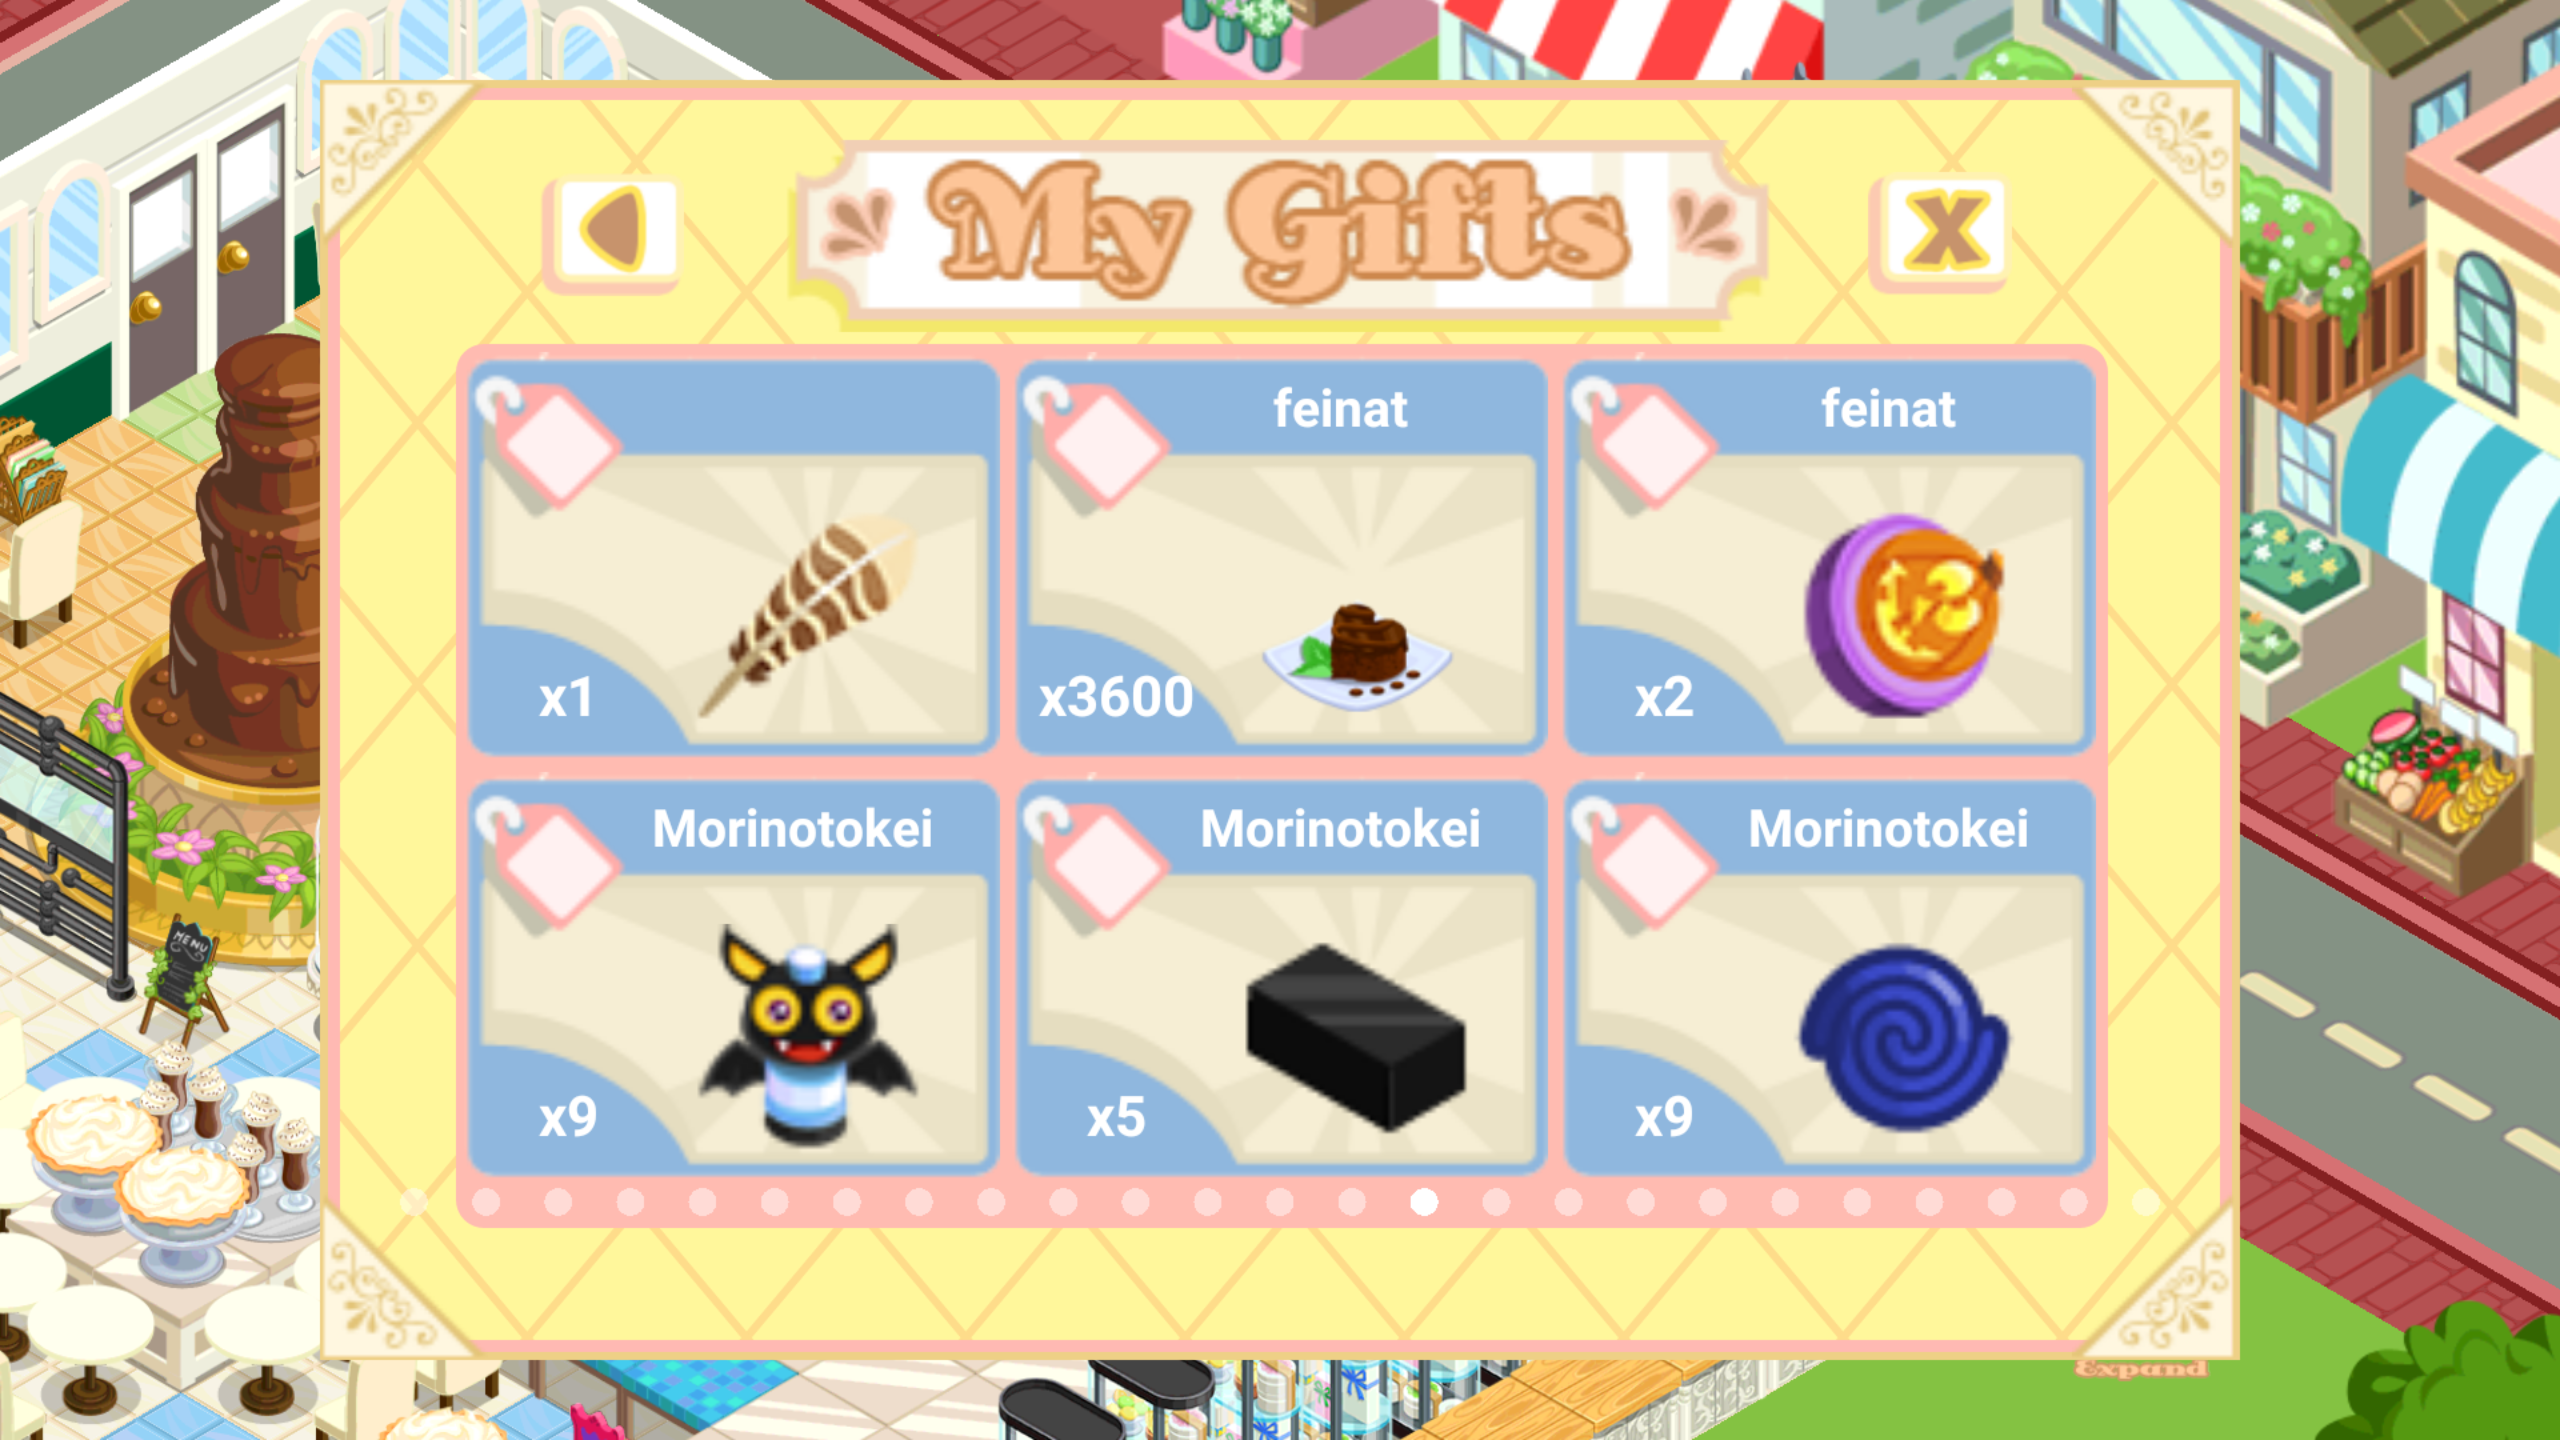 My Gifts
feinat
feinat
x1
x3600
x2
Morinotokei
Morinotokei
Morinotokei
x9
x5
x9
MENU
Expand